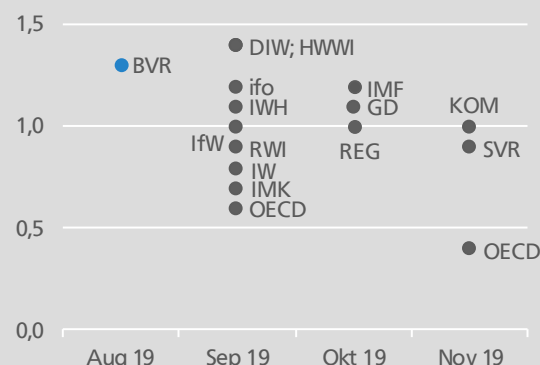 1,5
DIW; HWWI
BVR
ifo
IMF
IWH
GD
KOM
1,0
IfW
RWI
REG
SVR
IW
IMK
0,5
OECD
OECD
0,0
Aug 19 Sep 19 Okt 19 Nov 19